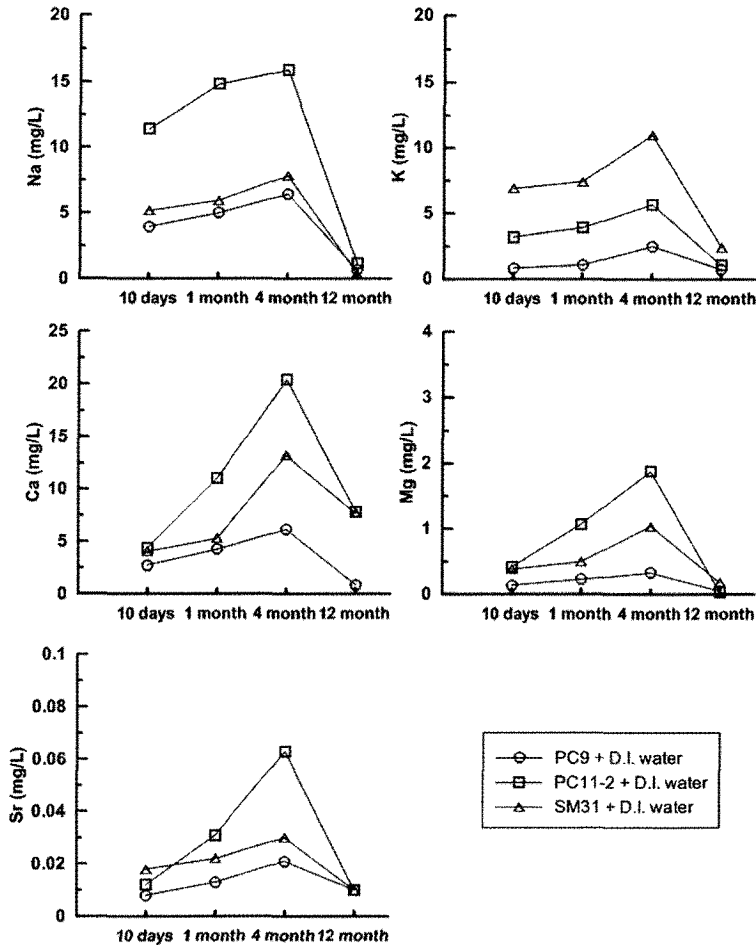 20
15
10
5
0
Na (mg/L)
10 days 1 month 4 month 12 month
20
15
10
5
0
K (mg/L)
10 days 1 month 4 month 12 month
25
20
15
10
5
0
Ca (mg/L)
10 days 1 month 4 month 12 month
4
3
2
1
0
Mg (mg/L)
10 days 1 month 4 month 12 month
0.1
0.08
0.06
0.04
0.02
0
Sr (mg/L)
10 days 1 month 4 month 12 month
PC9 + D.I. water
PC11-2 + D.I. water
SM31 + D.I. water